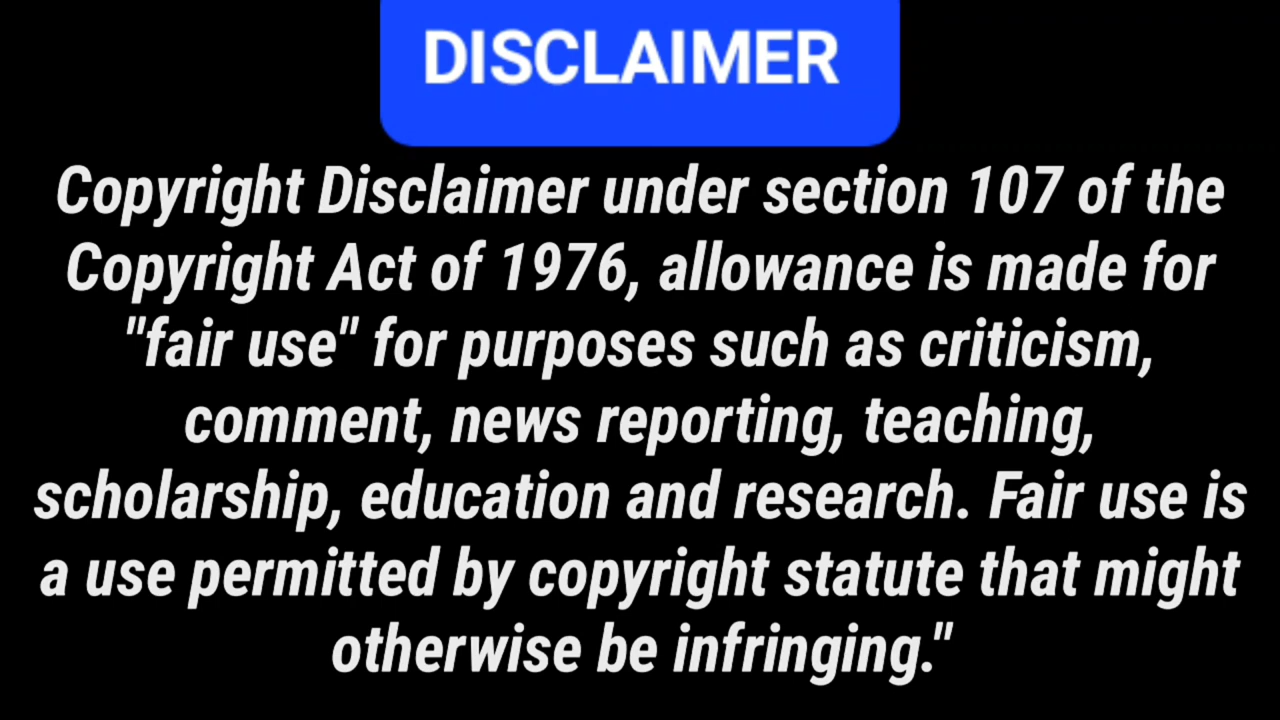 DISCLAIMER
Copyright Disclaimer under section 107 of the
Copyright Act of 1976, allowance is made for
"fair use" for purposes such as criticism,
comment, news reporting, teaching,
scholarship, education and research. Fair use is
a use permitted by copyright statute that might
otherwise be infringing."